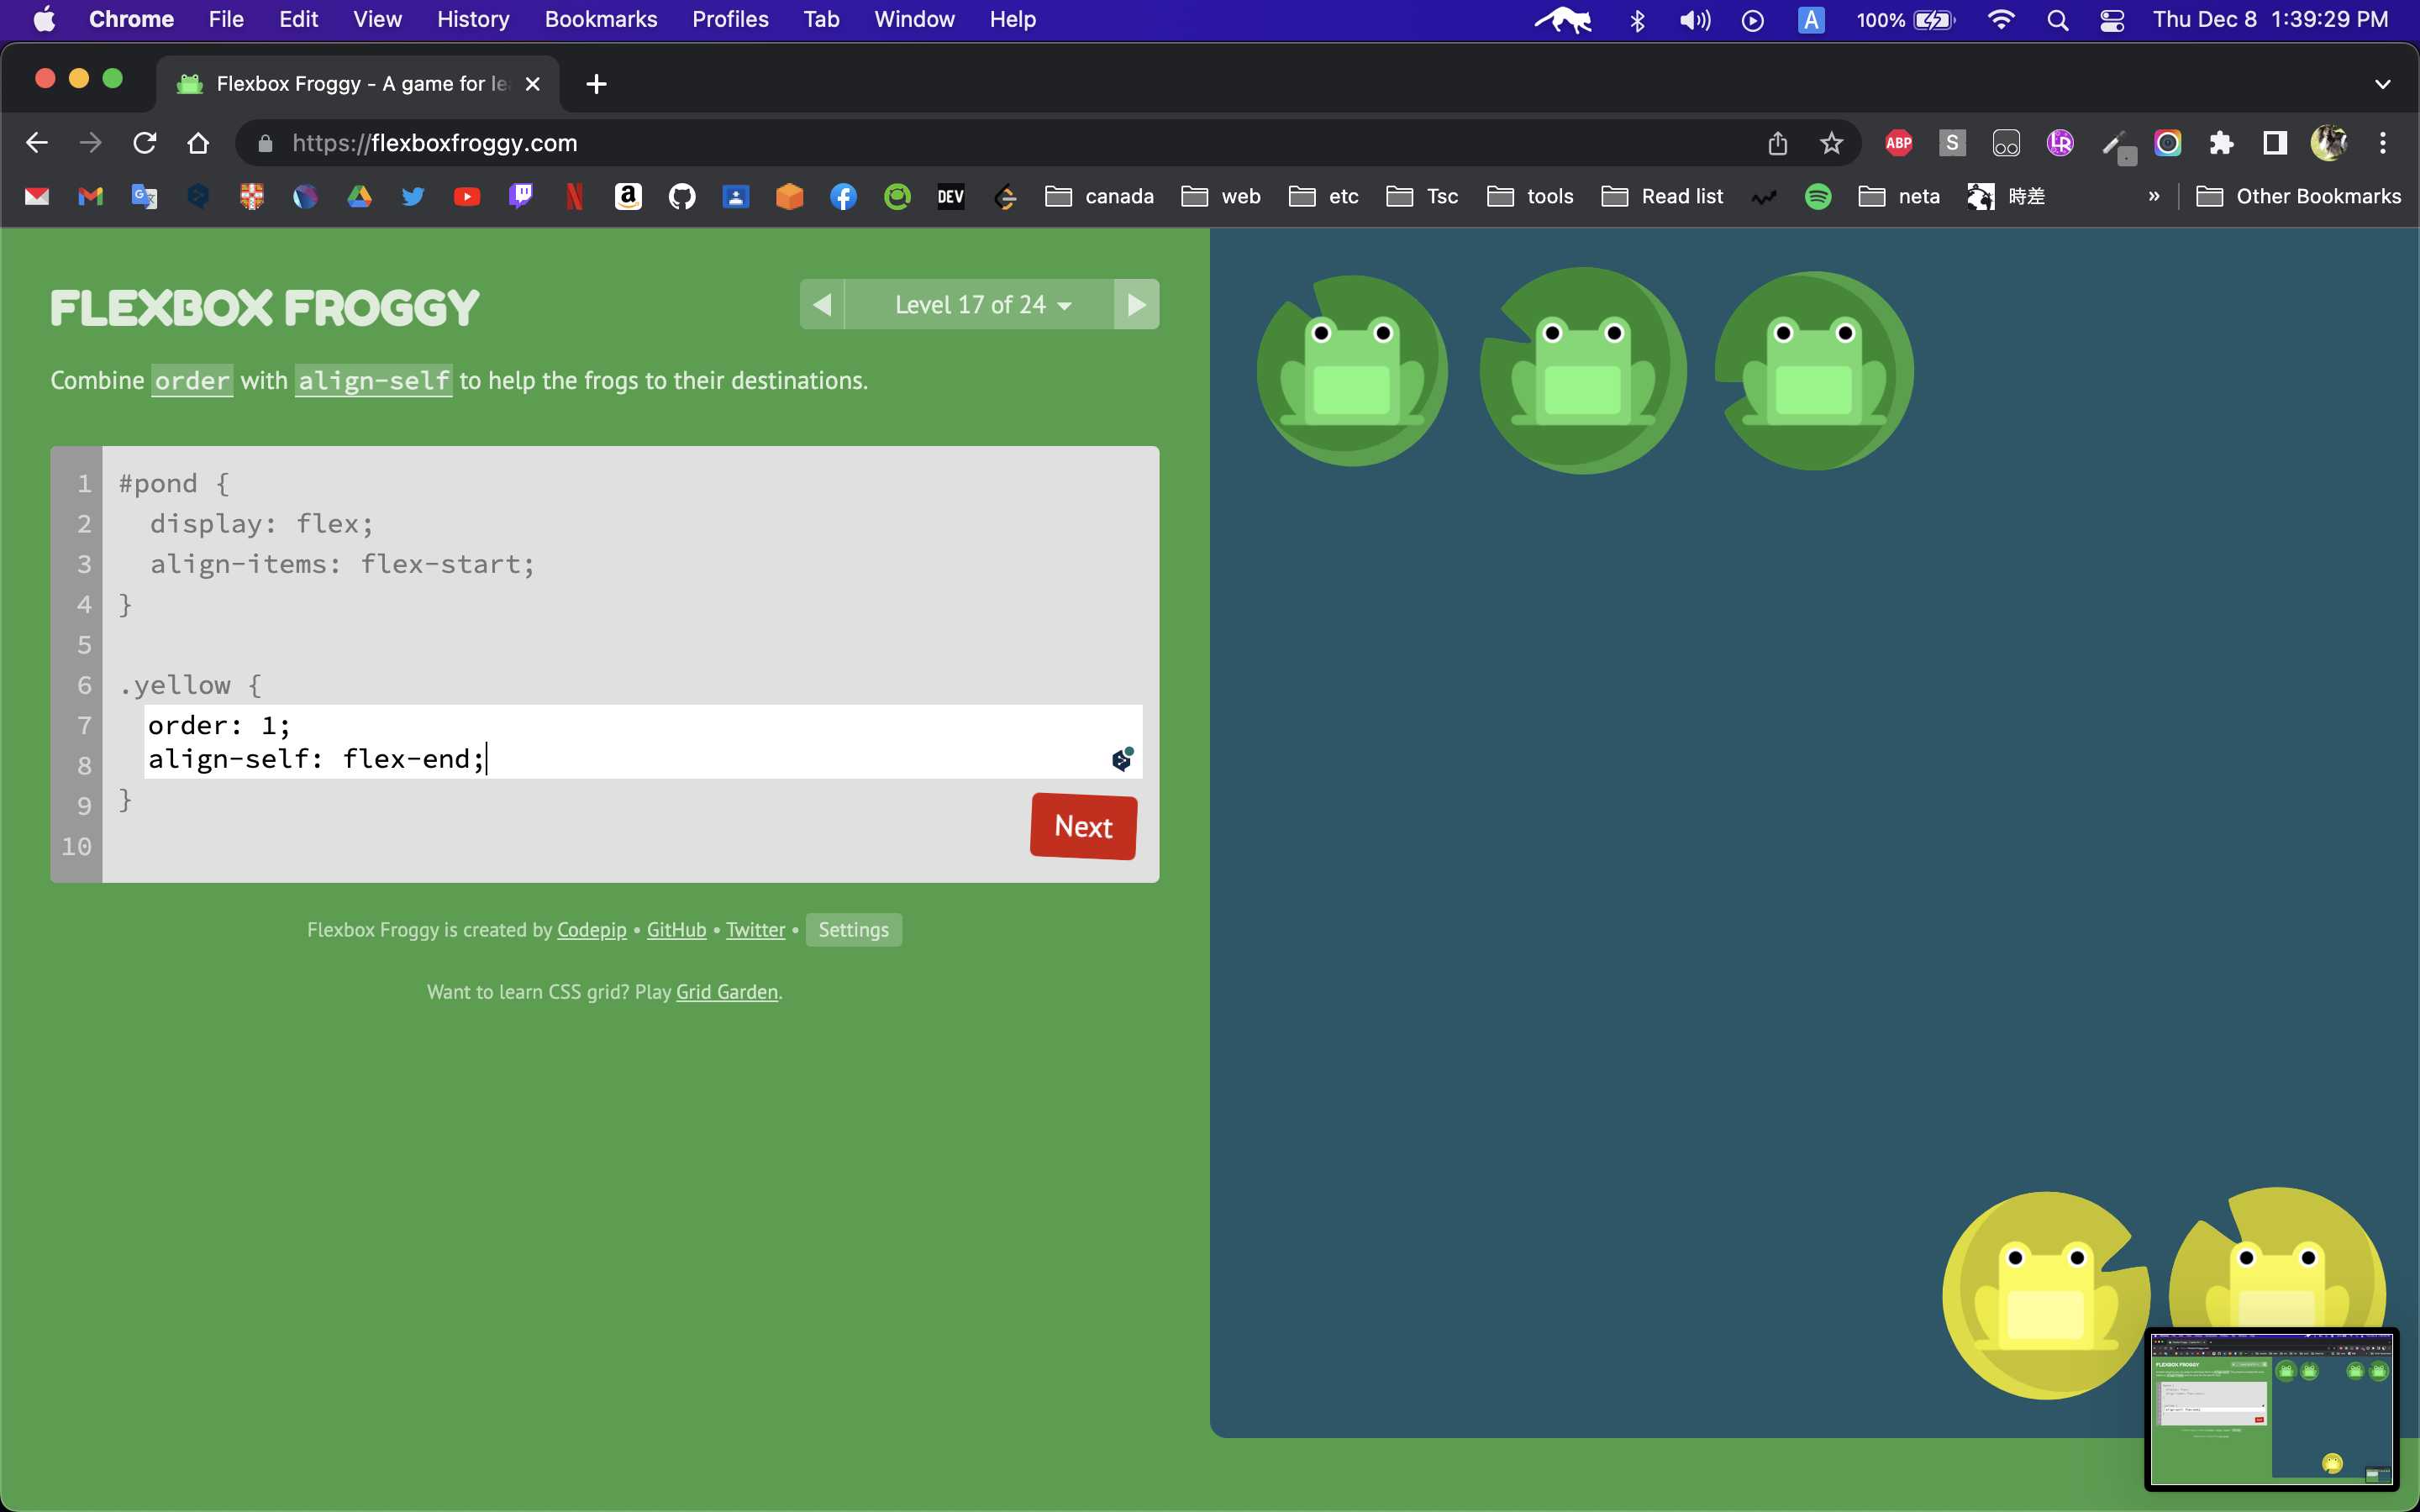 Chrome File Edit View History Bookmarks Profiles Tab Window Help A 100% Thu Dec 8 1:39:29 PM
Flexbox Froggy - A game for le
https://flexboxfroggy.com ABP S LR
a DEV canada web etc Tsc tools Read list neta 時差 » Other Bookmarks
FLEXBOX FROGGY
Level 17 of 24
Combine order with align-self to help the frogs to their destinations.
1 #pond {
2 display: flex;
3 align-items: flex-start;
4 }
5
6 .yellow {
7 order: 1;
8 align-self: flex-end;
9 }
10
Next
Flexbox Froggy is created by Codepip • GitHub • Twitter • Settings
Want to learn CSS grid? Play Grid Garden.